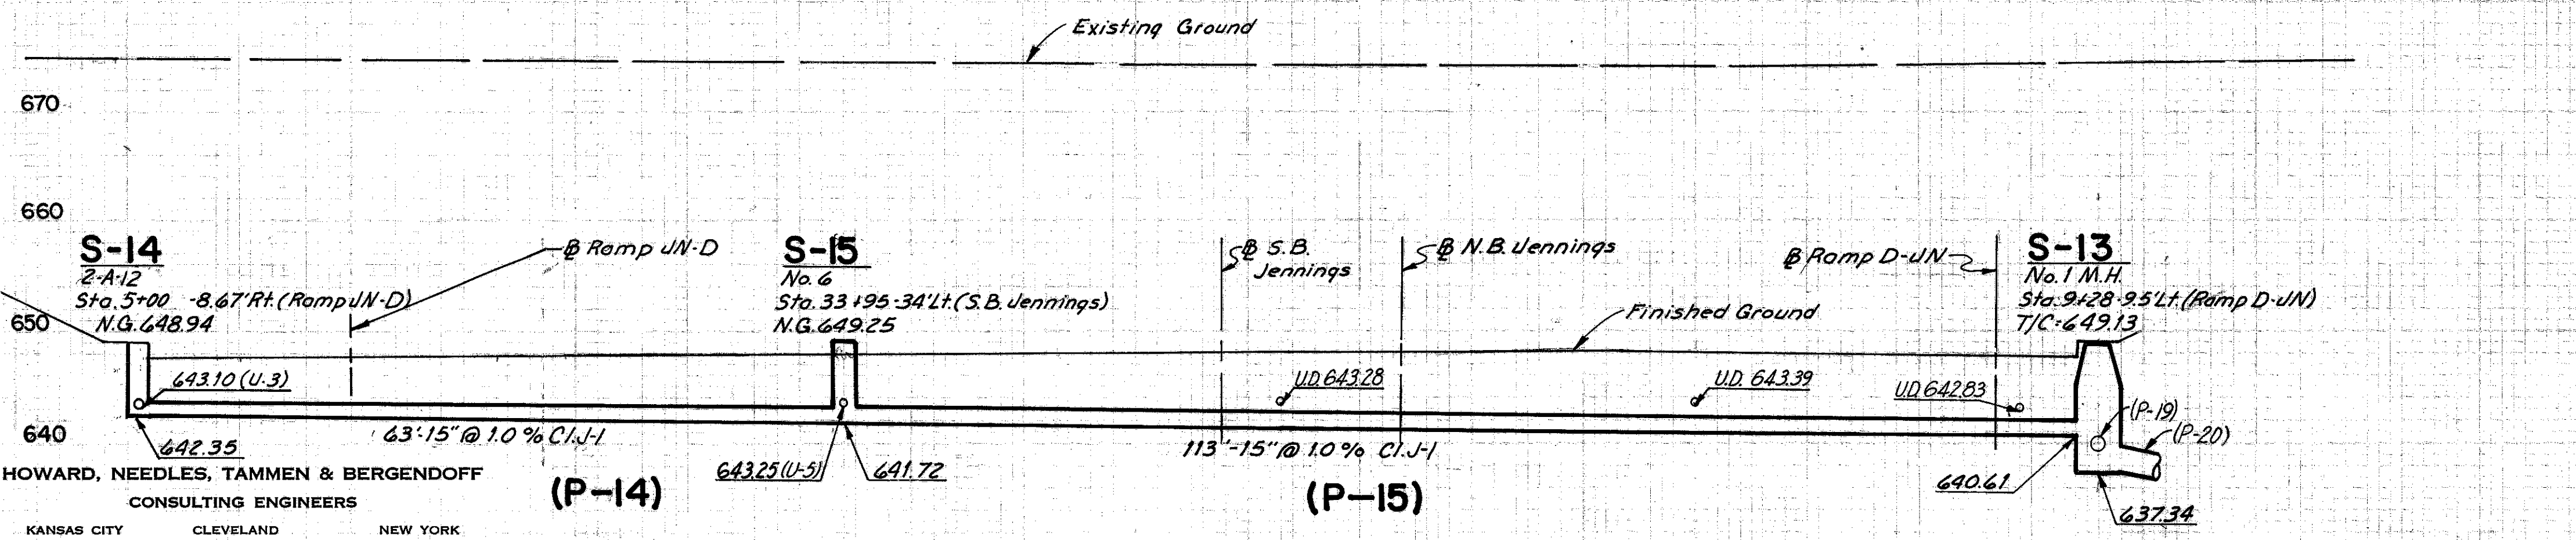 Existing Ground
670
660
650
640
S-14
2-A-12
Sta. 5+00 -8.67' Rt. (Ramp JN-D)
N.G. 648.94
℄ Ramp JN-D
S-15
No. 6
Sta. 33+95-34' Lt. (S.B. Jennings)
N.G. 649.25
℄ S.B.
Jennings
℄ N.B. Jennings
Finished Ground
℄ Ramp D-JN
S-13
No. 1 M.H.
Sta. 9+28-9.5' Lt. (Ramp D-JN)
T/C=649.13
643.10 (U-3)
U.D. 643.28
U.D. 643.39
U.D. 642.83
(P-19)
(P-20)
642.35
63'-15" @ 1.0 % Cl. J-1
643.25 (U-5)
641.72
113'-15" @ 1.0 % Cl. J-1
640.61
637.34
(P-14)
(P-15)
HOWARD, NEEDLES, TAMMEN & BERGENDOFF
CONSULTING ENGINEERS
KANSAS CITY CLEVELAND NEW YORK